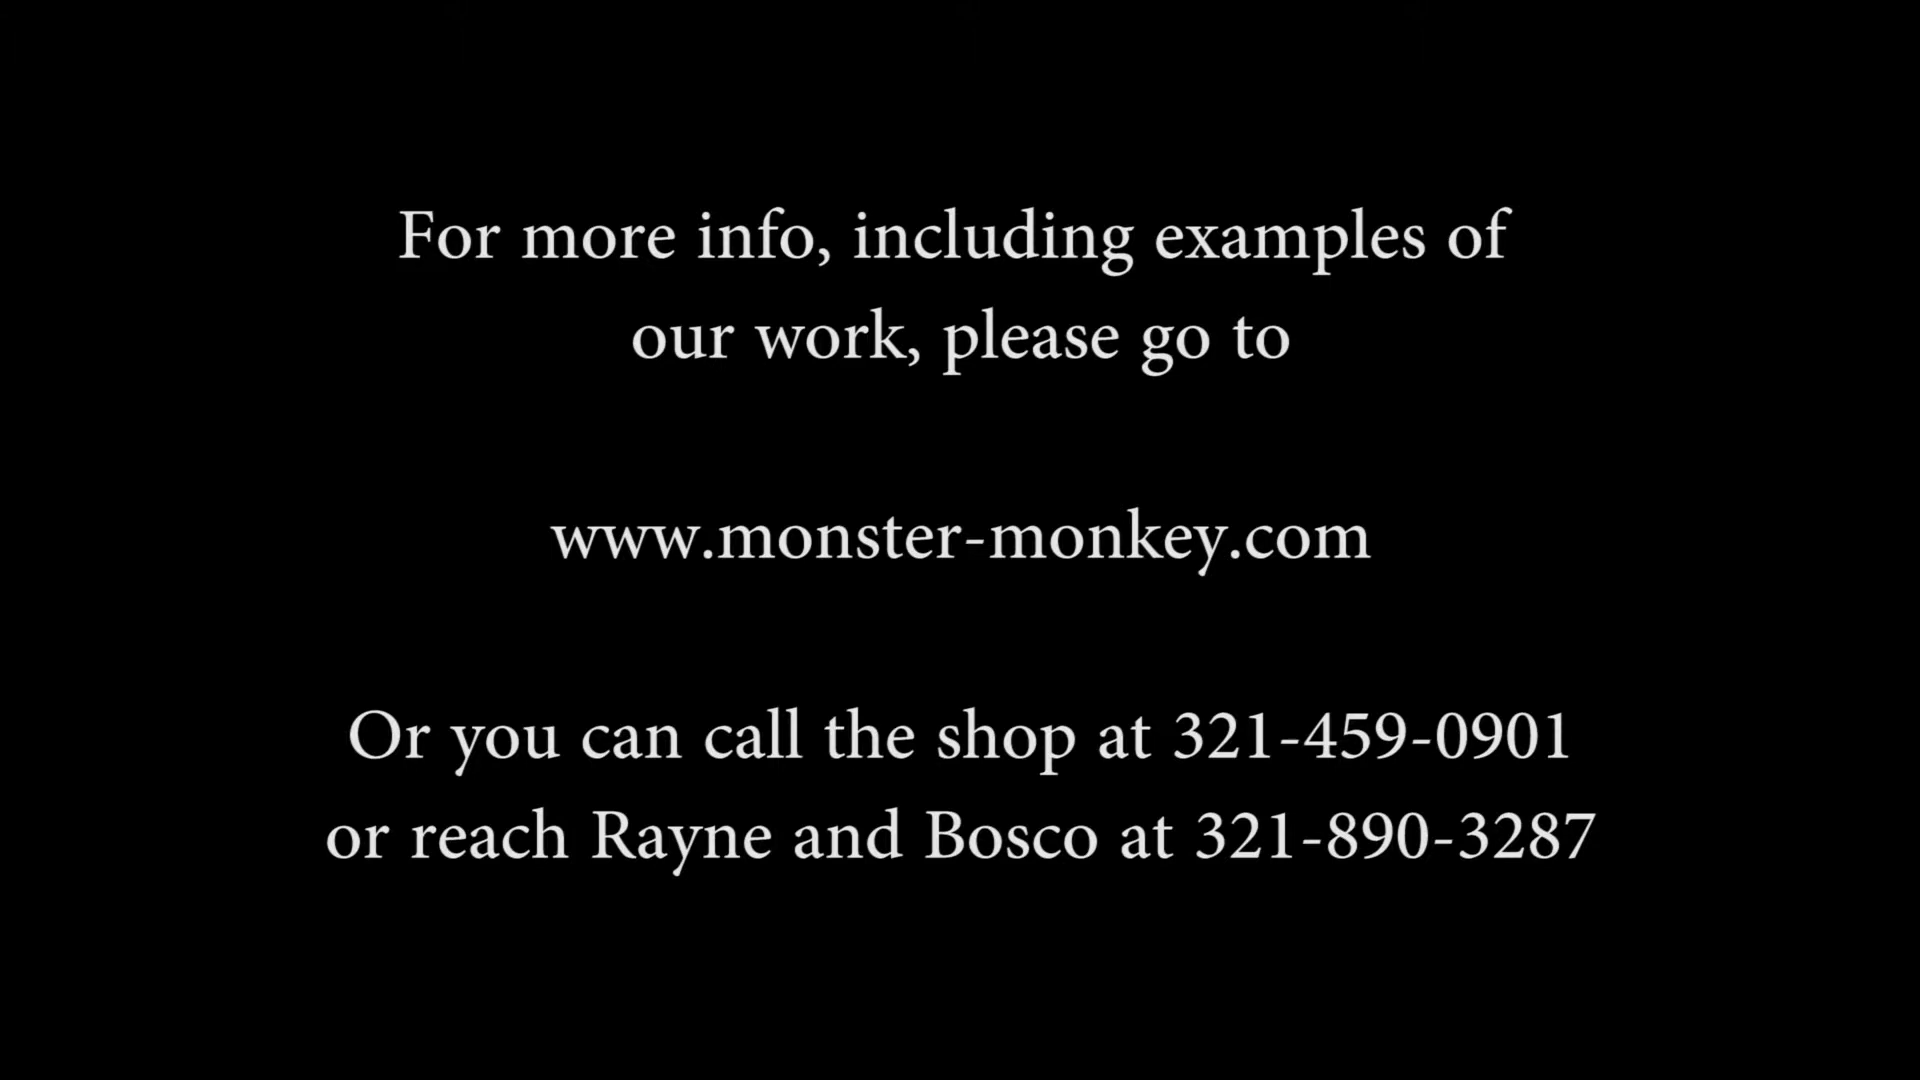 For more info, including examples of
our work, please go to
www.monster-monkey.com
Or you can call the shop at 321-459-0901
or reach Rayne and Bosco at 321-890-3287